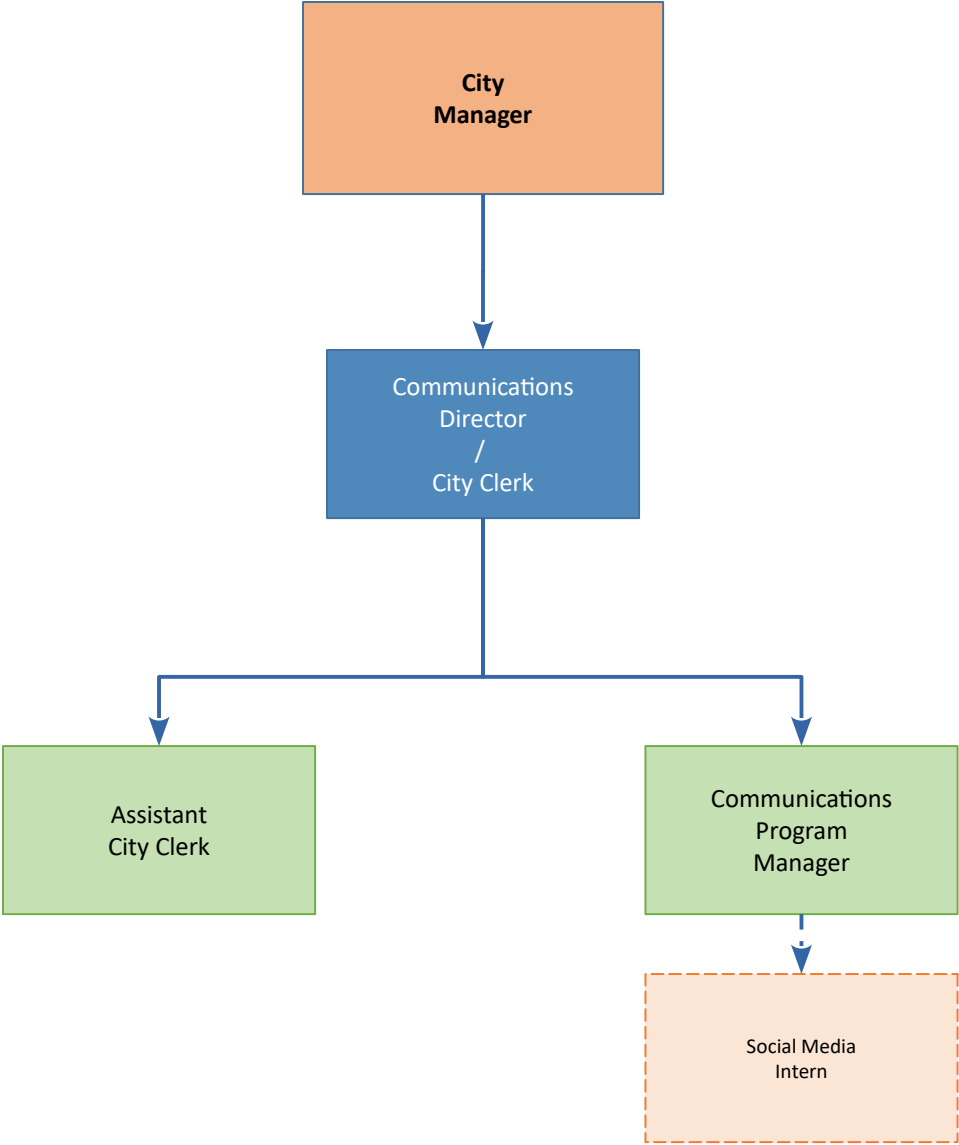 City
Manager
Communications
Director
/
City Clerk
Assistant
City Clerk
Communications
Program
Manager
Social Media
Intern